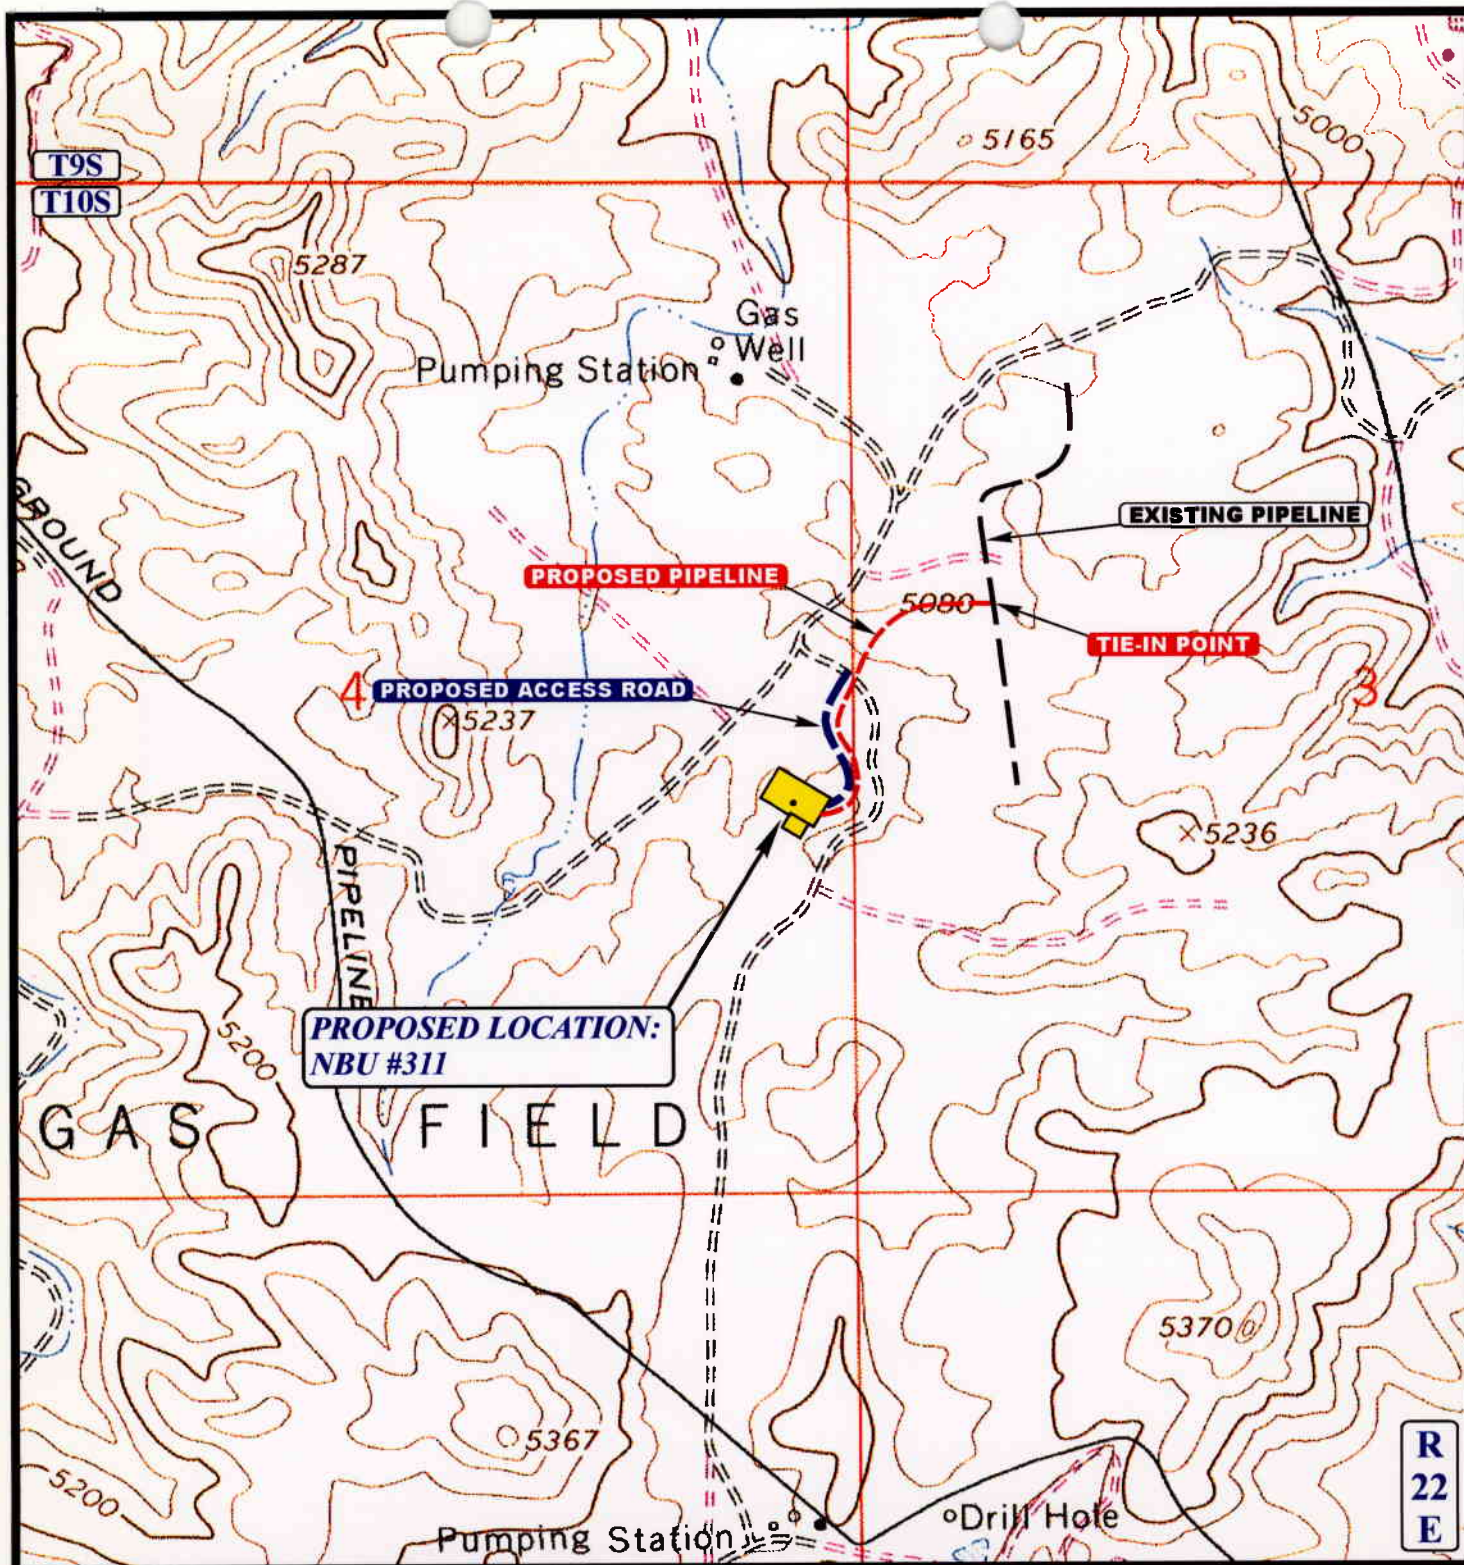 5165
5000
T9S
T10S
5287
Gas
Well
Pumping Station
GROUND
EXISTING PIPELINE
PROPOSED PIPELINE
5080
TIE-IN POINT
4
PROPOSED ACCESS ROAD
3
5237
5236
PIPELINE
PROPOSED LOCATION:
NBU #311
5200
GAS FIELD
5370
5367
5200
R
22
E
Drill Hole
Pumping Station